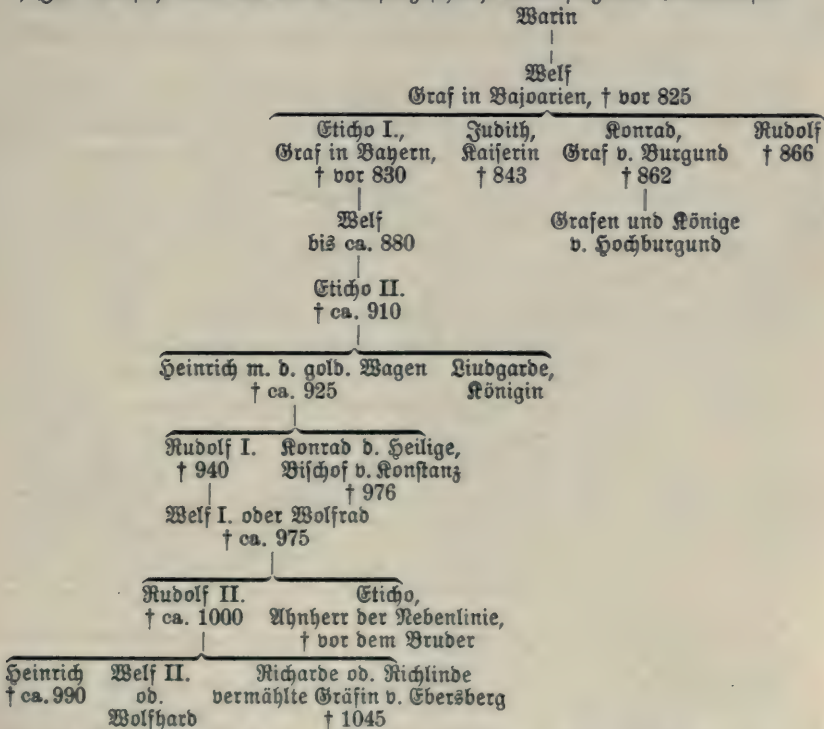 Warin
Welf
Graf in Bajoarien, † vor 825
Eticho I., Judith, Konrad, Rudolf
Graf in Bayern, Kaiserin Graf v. Burgund † 866
† vor 830 † 843 † 862
Welf Grafen und Könige
bis ca. 880 v. Hochburgund
Eticho II.
† ca. 910
Heinrich m. d. gold. Wagen Liudgarde,
† ca. 925 Königin
Rudolf I. Konrad d. Heilige,
† 940 Bischof v. Konstanz
† 976
Welf I. oder Wolfrad
† ca. 975
Rudolf II. Eticho,
† ca. 1000 Ahnherr der Nebenlinie,
† vor dem Bruder
Heinrich Welf II. Richarde od. Richlinde
† ca. 990 od. vermählte Gräfin v. Ebersberg
Wolfhard † 1045